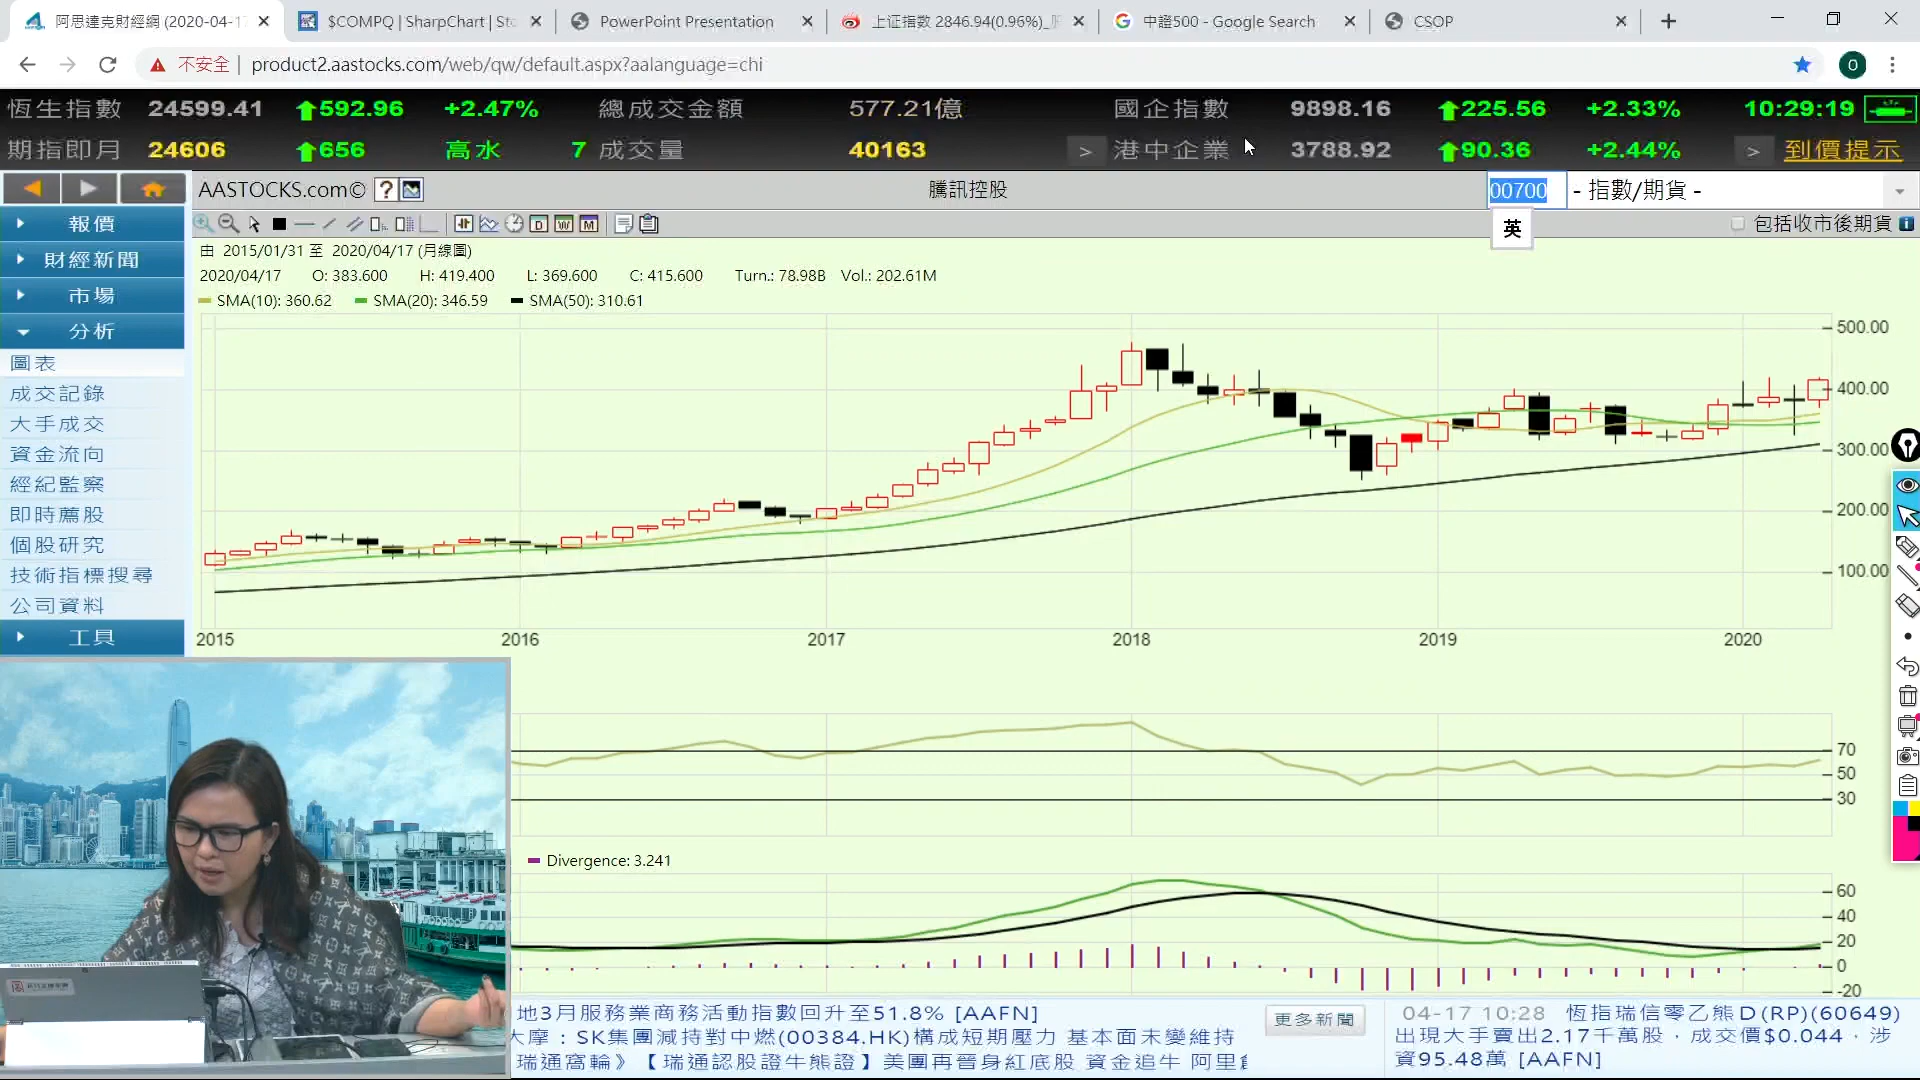 阿思達克財經網 (2020-04-17
$COMPQ | SharpChart | Sto
PowerPoint Presentation
上证指数 2846.94(0.96%)_
中證500 - Google Search
CSOP
不安全 | product2.aastocks.com/web/qw/default.aspx?aalanguage=chi
O
恆生指數 24599.41 592.96 +2.47% 總成交金額 577.21億 國企指數 9898.16 225.56 +2.33% 10:29:19
期指即月 24606 656 高水 7 成交量 40163 > 港中企業 3788.92 90.36 +2.44% > 到價提示
AASTOCKS.com© ? 騰訊控股 00700 - 指數/期貨 -
英
包括收市後期貨
D W M
報價
財經新聞
市場
分析
圖表
成交記錄
大手成交
資金流向
經紀監察
即時薦股
個股研究
技術指標搜尋
公司資料
工具
由 2015/01/31 至 2020/04/17 (月線圖)
2020/04/17 O: 383.600 H: 419.400 L: 369.600 C: 415.600 Turn.: 78.98B Vol.: 202.61M
SMA(10): 360.62 SMA(20): 346.59 SMA(50): 310.61
500.00
400.00
300.00
200.00
100.00
2015 2016 2017 2018 2019 2020
70
50
30
Divergence: 3.241
60
40
20
0
-20
地3月服務業商務活動指數回升至51.8% [AAFN]
大摩：SK集團減持對中燃(00384.HK)構成短期壓力 基本面未變維持
瑞通窩輪》【瑞通認股證牛熊證】美團再晉身紅底股 資金追牛 阿里
更多新聞
04-17 10:28 恆指瑞信零乙熊D(RP)(60649)
出現大手賣出2.17千萬股，成交價$0.044，涉
資95.48萬 [AAFN]